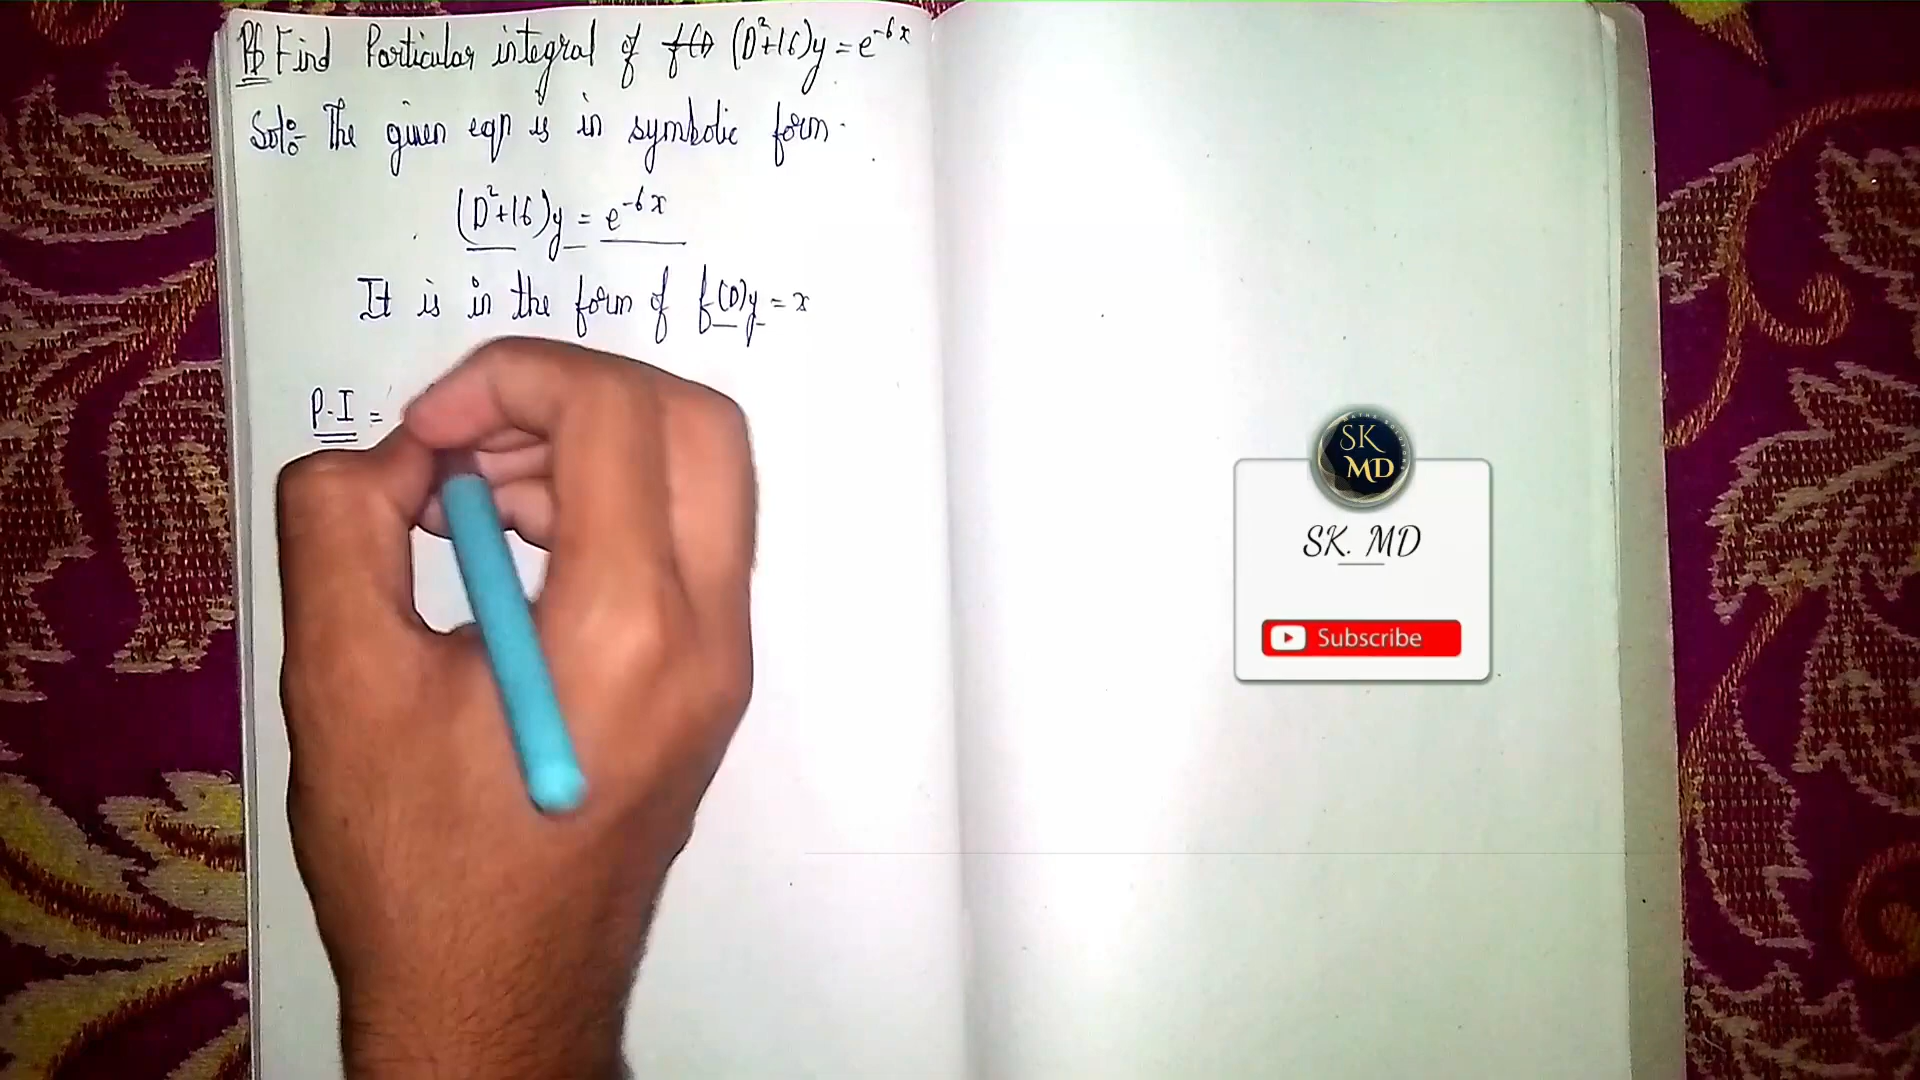 Pb Find Particular integral of f(D) (D²+16)y = e⁻⁶ˣ
Sol:- The given eqn is in symbolic form.
(D²+16)y = e⁻⁶ˣ
It is in the form of f(D)y = x
P.I =
SK
MD
SK. MD
Subscribe